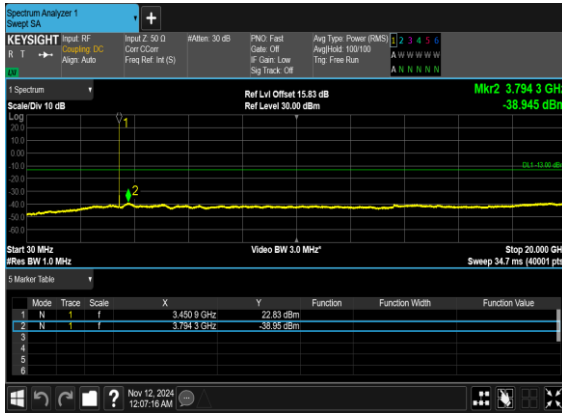 Spectrum Analyzer 1
Swept SA
+
KEYSIGHT Input: RF Input Z: 50 Ω #Atten: 30 dB PNO: Fast Avg Type: Power (RMS) 1 2 3 4 5 6
R T Coupling: DC Corr CCorr Gate: Off Avg|Hold: 100/100 A W W W W W
Align: Auto Freq Ref: Int (S) IF Gain: Low Trig: Free Run
Sig Track: Off A N N N N N
LXI
1 Spectrum Ref Lvl Offset 15.83 dB Mkr2 3.794 3 GHz
Scale/Div 10 dB Ref Level 30.00 dBm -38.945 dBm
Log
20.0
10.0
0.00
-10.0
DL1 -13.00 dBm
-20.0
-30.0
-40.0
-50.0
-60.0
1
2
Start 30 MHz Video BW 3.0 MHz* Stop 20.000 GHz
#Res BW 1.0 MHz Sweep 34.7 ms (40001 pts)
5 Marker Table
Mode Trace Scale X Y Function Function Width Function Value
1 N 1 f 3.450 9 GHz 22.83 dBm
2 N 1 f 3.794 3 GHz -38.95 dBm
3
4
5
6
? Nov 12, 2024
12:07:16 AM